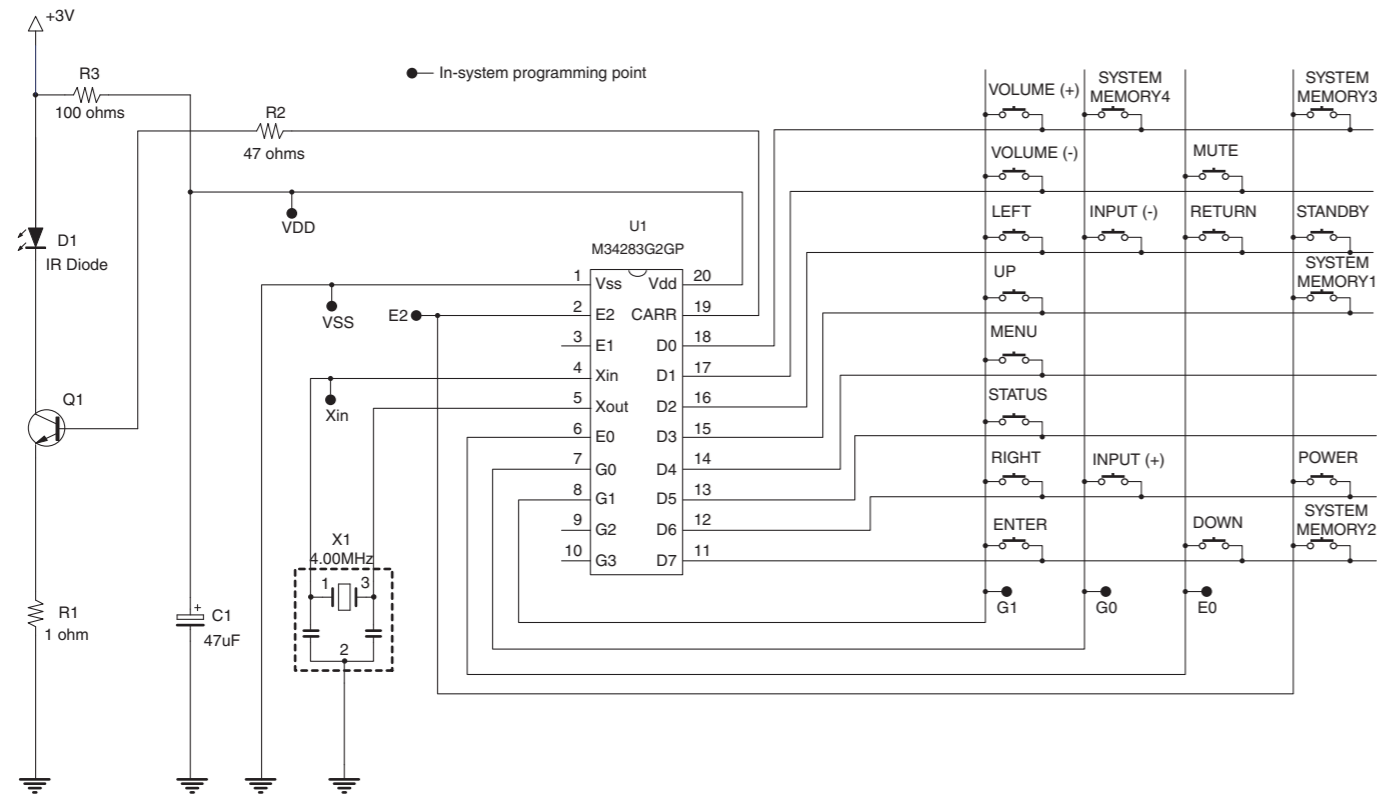 +3V
R3
100 ohms
In-system programming point
R2
47 ohms
VDD
D1
IR Diode
VSS
E2
Xin
Q1
U1
M34283G2GP
1 Vss Vdd 20
2 E2 CARR 19
3 E1 D0 18
4 Xin D1 17
5 Xout D2 16
6 E0 D3 15
7 G0 D4 14
8 G1 D5 13
9 G2 D6 12
10 G3 D7 11
X1
4.00MHz
1 3
2
R1
1 ohm
+
C1
47uF
VOLUME (+)
SYSTEM
MEMORY4
SYSTEM
MEMORY3
VOLUME (-)
MUTE
LEFT
INPUT (-)
RETURN
STANDBY
UP
SYSTEM
MEMORY1
MENU
STATUS
RIGHT
INPUT (+)
POWER
ENTER
DOWN
SYSTEM
MEMORY2
G1
G0
E0